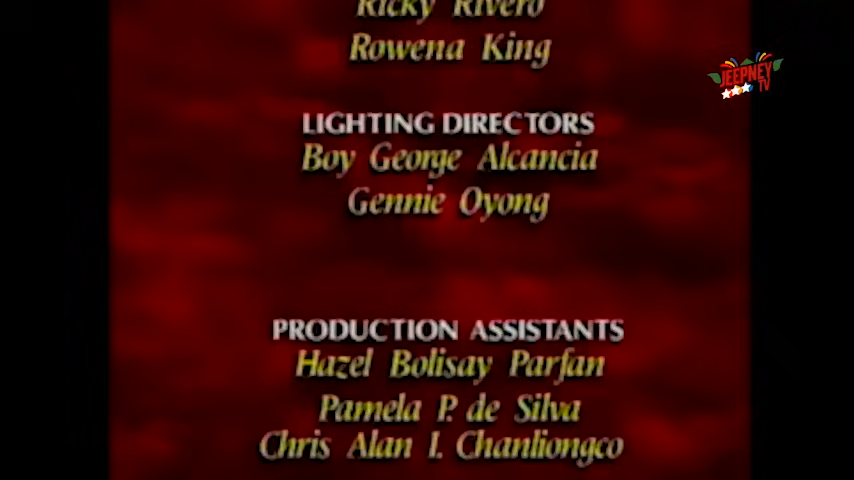 Ricky Rivero
Rowena King
JEEPNEY
TV
LIGHTING DIRECTORS
Boy George Alcancia
Gennie Oyong
PRODUCTION ASSISTANTS
Hazel Bolisay Parfan
Pamela P. de Silva
Chris Alan I. Chanliongco